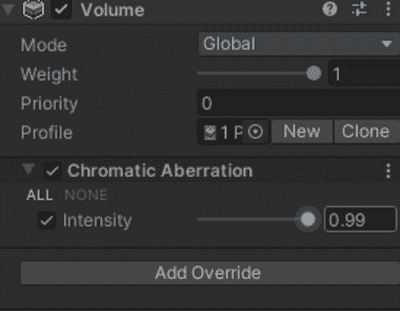 Volume
Mode Global
Weight 1
Priority 0
Profile 1 P New Clone
Chromatic Aberration
ALL NONE
Intensity 0.99
Add Override